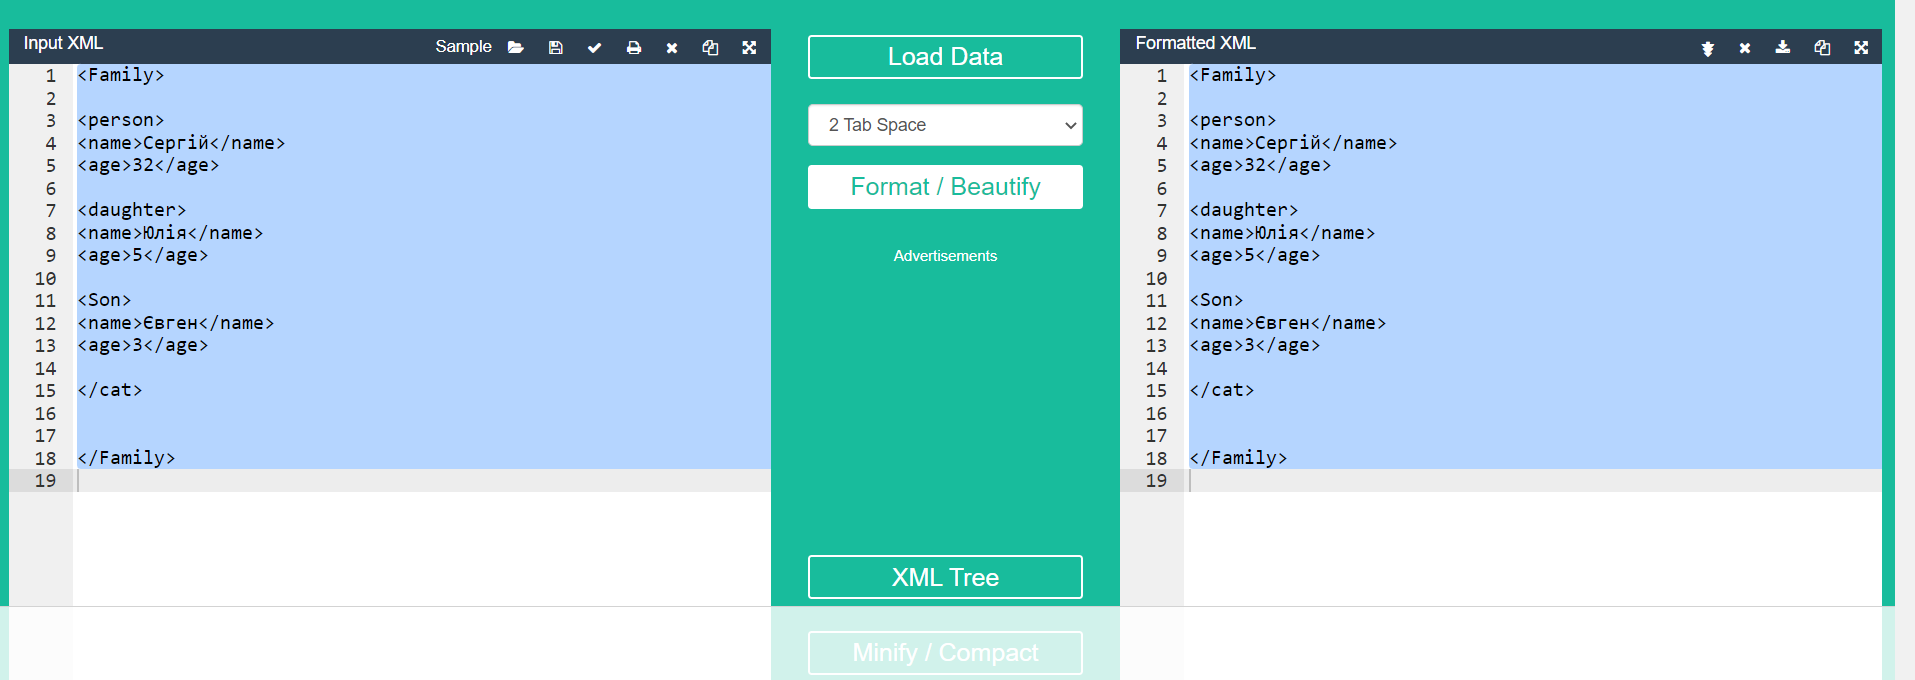 Input XML
Sample
1 <Family>
2
3 <person>
4 <name>Сергій</name>
5 <age>32</age>
6
7 <daughter>
8 <name>Юлія</name>
9 <age>5</age>
10
11 <Son>
12 <name>Євген</name>
13 <age>3</age>
14
15 </cat>
16
17
18 </Family>
19
Load Data
2 Tab Space
Format / Beautify
Advertisements
XML Tree
Minify / Compact
Formatted XML
1 <Family>
2
3 <person>
4 <name>Сергій</name>
5 <age>32</age>
6
7 <daughter>
8 <name>Юлія</name>
9 <age>5</age>
10
11 <Son>
12 <name>Євген</name>
13 <age>3</age>
14
15 </cat>
16
17
18 </Family>
19